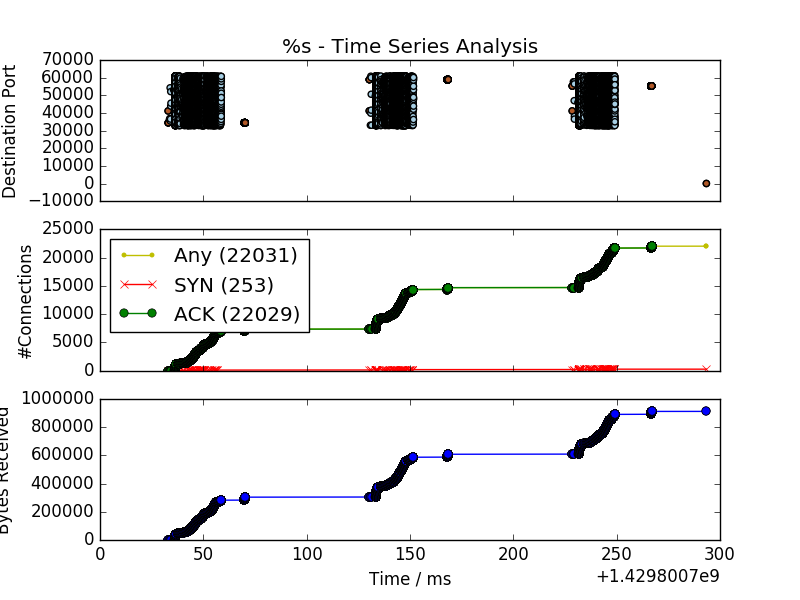 %s - Time Series Analysis
70000
60000
50000
40000
30000
20000
10000
0
−10000
Destination Port
25000
20000
15000
10000
5000
0
#Connections
Any (22031)
SYN (253)
ACK (22029)
1000000
800000
600000
400000
200000
0
Bytes Received
0 50 100 150 200 250 300
Time / ms
+1.4298007e9